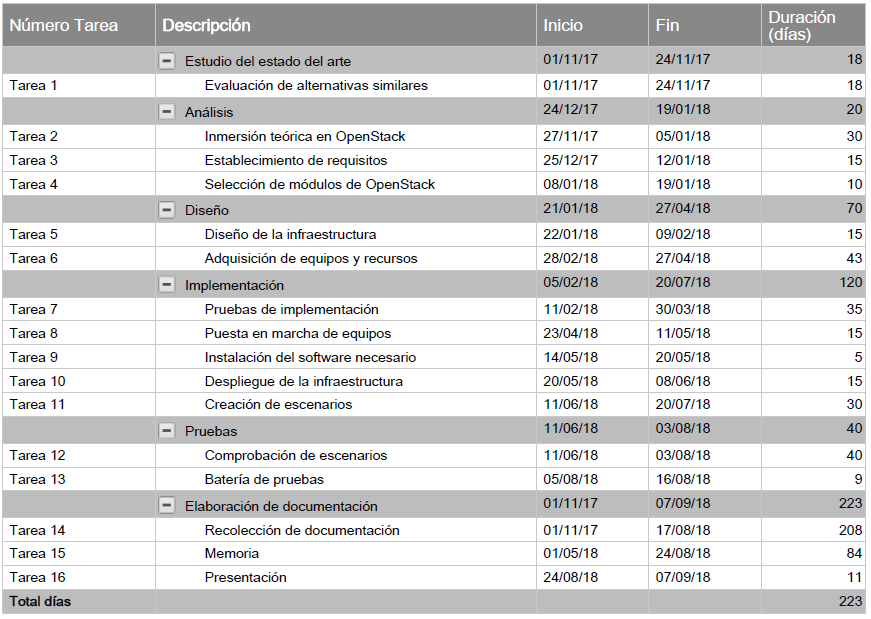 Número Tarea Descripción Inicio Fin Duración (días)
Estudio del estado del arte 01/11/17 24/11/17 18
Tarea 1 Evaluación de alternativas similares 01/11/17 24/11/17 18
Análisis 24/12/17 19/01/18 20
Tarea 2 Inmersión teórica en OpenStack 27/11/17 05/01/18 30
Tarea 3 Establecimiento de requisitos 25/12/17 12/01/18 15
Tarea 4 Selección de módulos de OpenStack 08/01/18 19/01/18 10
Diseño 21/01/18 27/04/18 70
Tarea 5 Diseño de la infraestructura 22/01/18 09/02/18 15
Tarea 6 Adquisición de equipos y recursos 28/02/18 27/04/18 43
Implementación 05/02/18 20/07/18 120
Tarea 7 Pruebas de implementación 11/02/18 30/03/18 35
Tarea 8 Puesta en marcha de equipos 23/04/18 11/05/18 15
Tarea 9 Instalación del software necesario 14/05/18 20/05/18 5
Tarea 10 Despliegue de la infraestructura 20/05/18 08/06/18 15
Tarea 11 Creación de escenarios 11/06/18 20/07/18 30
Pruebas 11/06/18 03/08/18 40
Tarea 12 Comprobación de escenarios 11/06/18 03/08/18 40
Tarea 13 Batería de pruebas 05/08/18 16/08/18 9
Elaboración de documentación 01/11/17 07/09/18 223
Tarea 14 Recolección de documentación 01/11/17 17/08/18 208
Tarea 15 Memoria 01/05/18 24/08/18 84
Tarea 16 Presentación 24/08/18 07/09/18 11
Total días 223